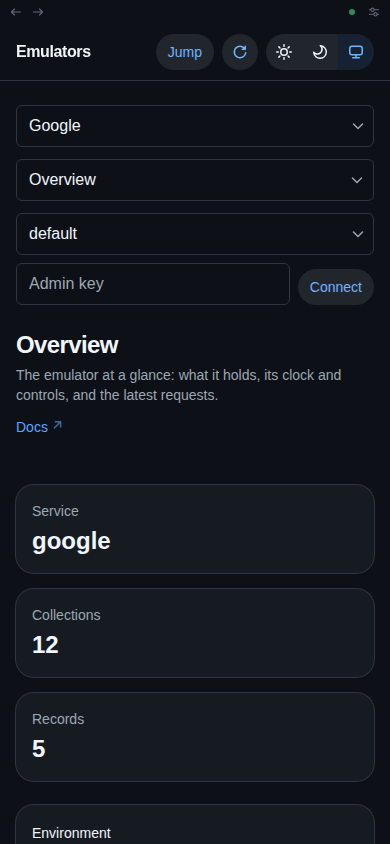 Emulators
Jump
Google
Overview
default
Admin key
Connect
Overview
The emulator at a glance: what it holds, its clock and
controls, and the latest requests.
Docs
Service
google
Collections
12
Records
5
Environment